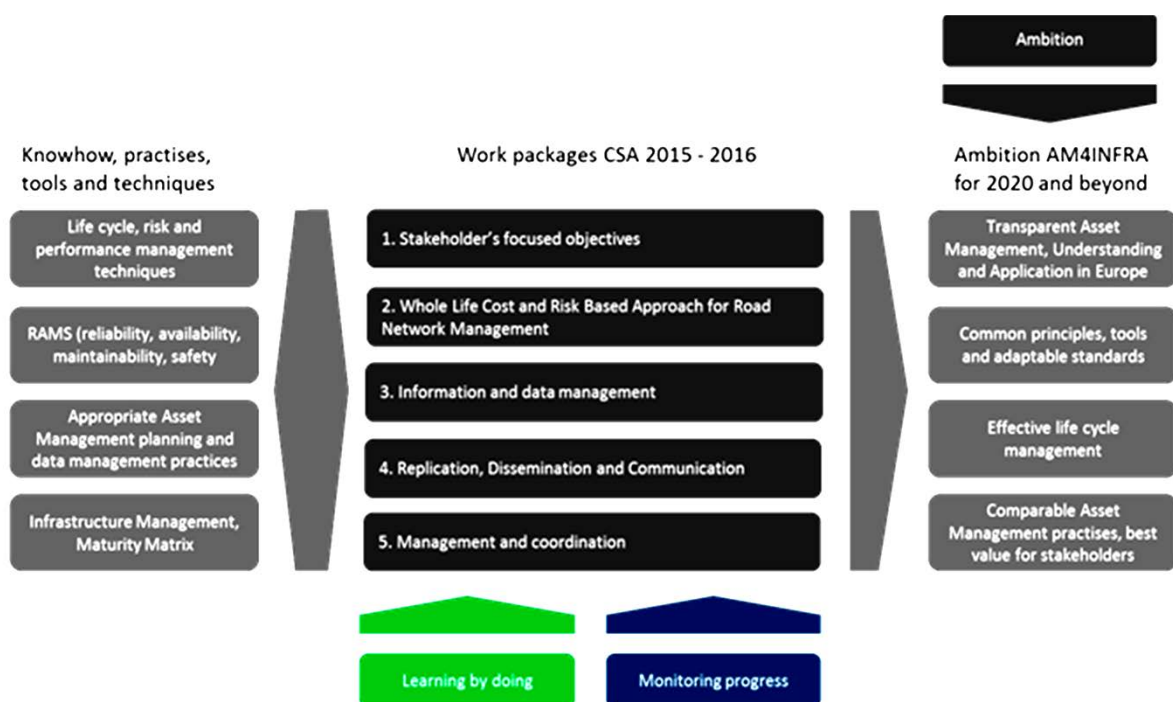 Ambition
Knowhow, practises,
tools and techniques
Work packages CSA 2015 - 2016
Ambition AM4INFRA
for 2020 and beyond
Life cycle, risk and
performance management
techniques
RAMS (reliability, availability,
maintainability, safety
Appropriate Asset
Management planning and
data management practices
Infrastructure Management,
Maturity Matrix
1. Stakeholder's focused objectives
2. Whole Life Cost and Risk Based Approach for Road
Network Management
3. Information and data management
4. Replication, Dissemination and Communication
5. Management and coordination
Transparent Asset
Management, Understanding
and Application in Europe
Common principles, tools
and adaptable standards
Effective life cycle
management
Comparable Asset
Management practises, best
value for stakeholders
Learning by doing
Monitoring progress